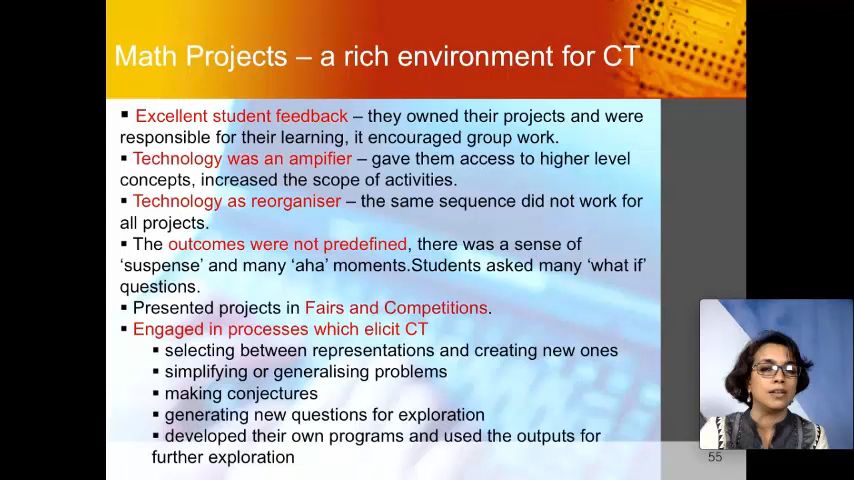 Math Projects – a rich environment for CT
▪ Excellent student feedback – they owned their projects and were
responsible for their learning, it encouraged group work.
▪ Technology was an ampifier – gave them access to higher level
concepts, increased the scope of activities.
▪ Technology as reorganiser – the same sequence did not work for
all projects.
▪ The outcomes were not predefined, there was a sense of
‘suspense’ and many ‘aha’ moments.Students asked many ‘what if’
questions.
▪ Presented projects in Fairs and Competitions.
▪ Engaged in processes which elicit CT
▪ selecting between representations and creating new ones
▪ simplifying or generalising problems
▪ making conjectures
▪ generating new questions for exploration
▪ developed their own programs and used the outputs for
further exploration
55